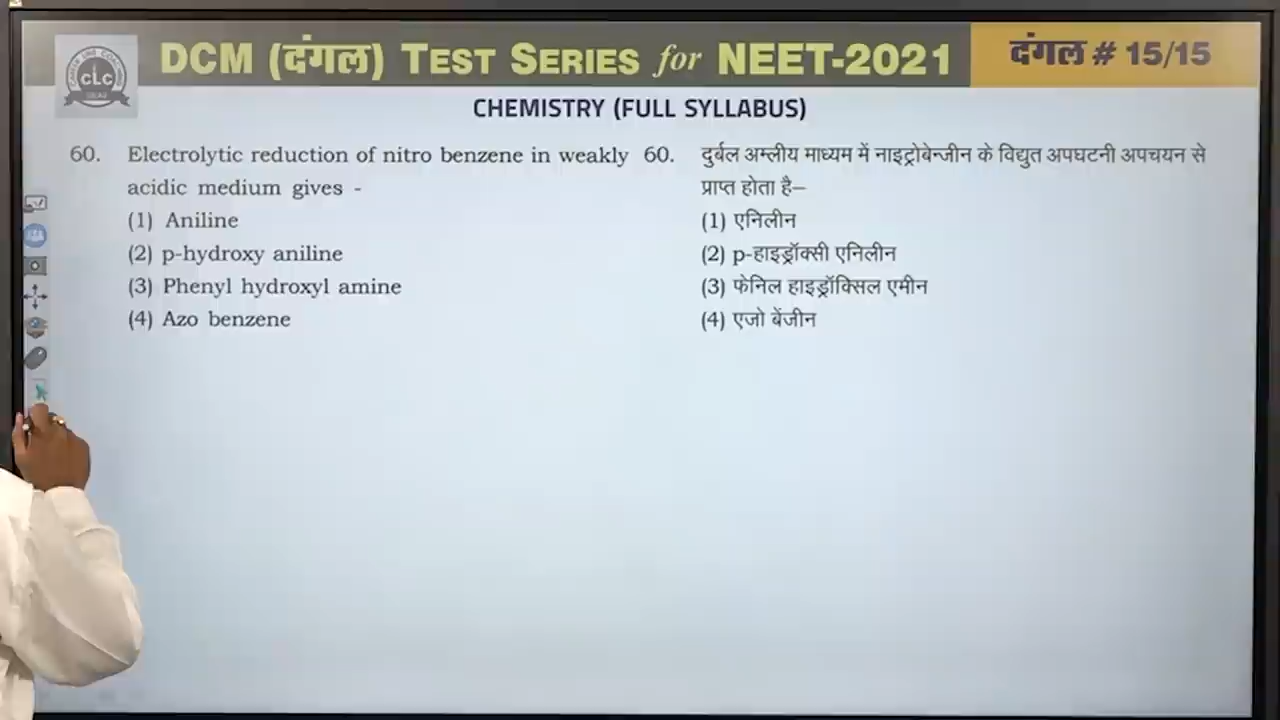 CLC
DCM (दंगल) TEST SERIES for NEET-2021
दंगल # 15/15
CHEMISTRY (FULL SYLLABUS)
60. Electrolytic reduction of nitro benzene in weakly
acidic medium gives -
(1) Aniline
(2) p-hydroxy aniline
(3) Phenyl hydroxyl amine
(4) Azo benzene
60. दुर्बल अम्लीय माध्यम में नाइट्रोबेन्जीन के विद्युत अपघटनी अपचयन से
प्राप्त होता है–
(1) एनिलीन
(2) p-हाइड्रॉक्सी एनिलीन
(3) फेनिल हाइड्रॉक्सिल एमीन
(4) एजो बेंजीन